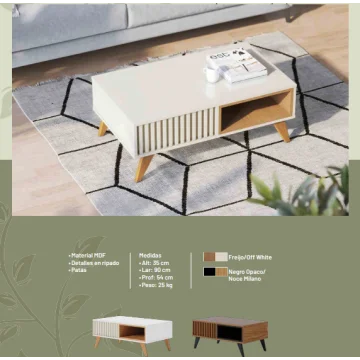 est
• Material MDF
• Detalles en ripado
• Patas
Medidas
• Alt: 35 cm
• Lar: 90 cm
• Prof: 54 cm
• Peso: 25 kg
Freijo/Off White
Negro Opaco/
Noce Milano